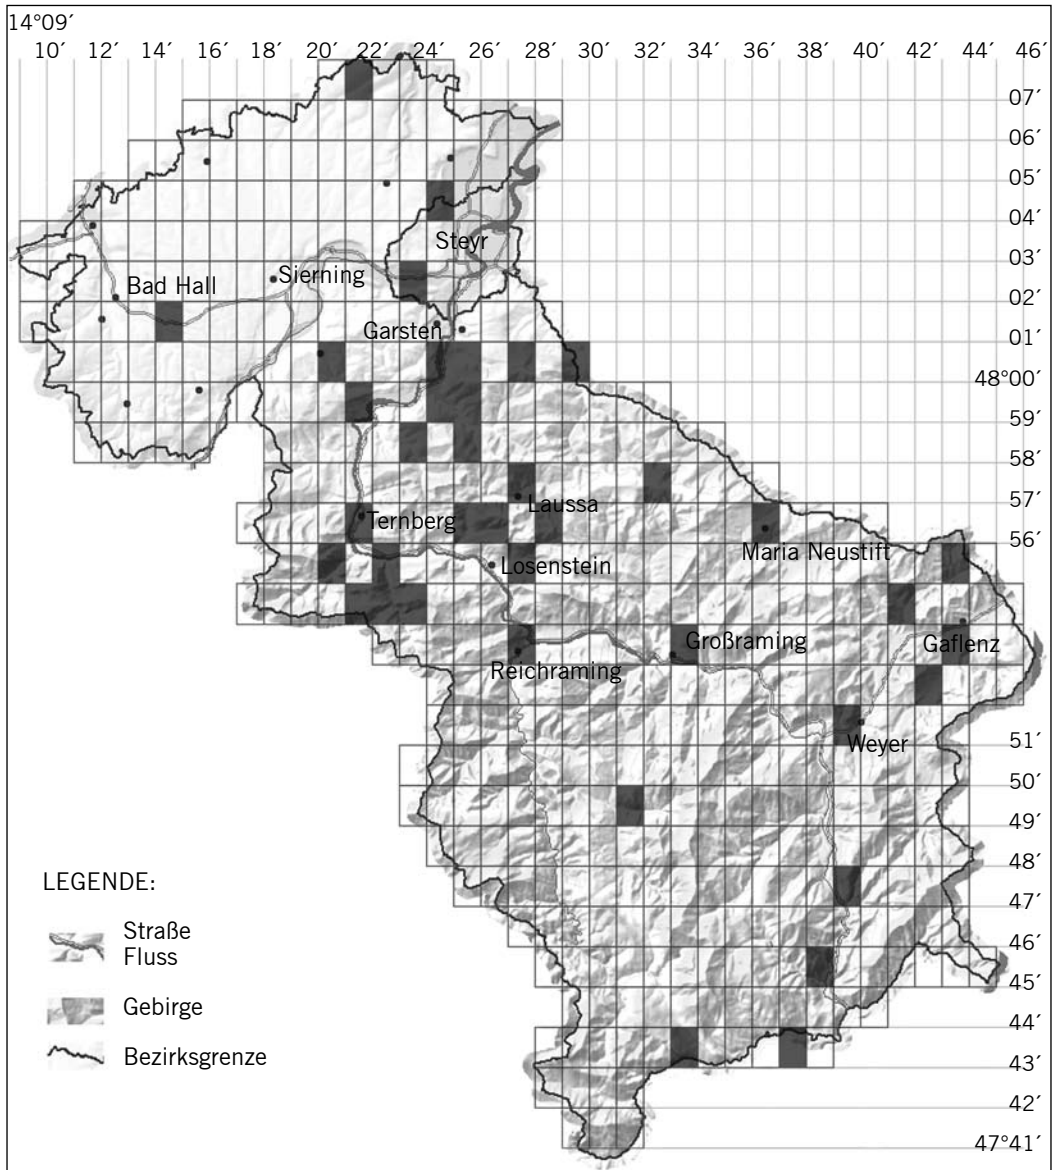 14°09´
10´ 12´ 14´ 16´ 18´ 20´ 22´ 24´ 26´ 28´ 30´ 32´ 34´ 36´ 38´ 40´ 42´ 44´ 46´
07´
06´
05´
04´
Steyr
03´
Sierning
Bad Hall
02´
Garsten
01´
48°00´
59´
58´
Laussa
57´
Ternberg
Maria Neustift
56´
Losenstein
Großraming
Gaflenz
Reichraming
Weyer
51´
50´
49´
48´
LEGENDE:
47´
Straße
Fluss
46´
45´
Gebirge
44´
Bezirksgrenze
43´
42´
47°41´